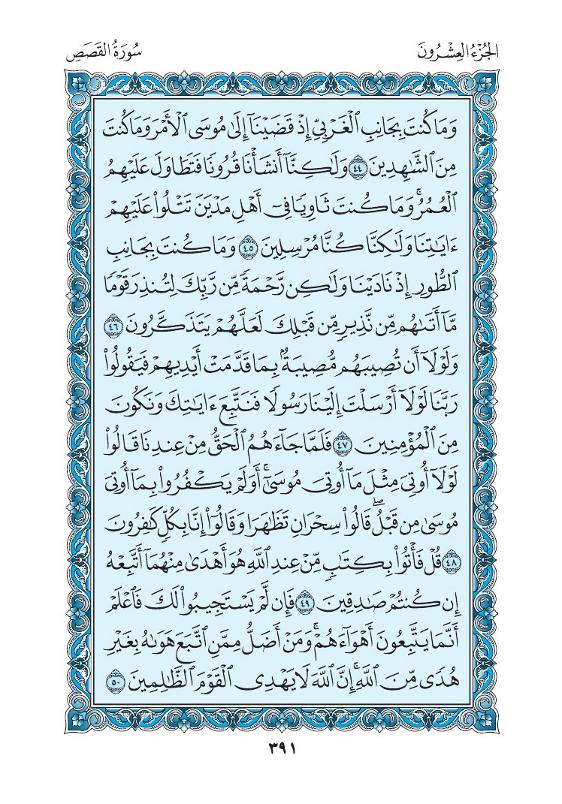 الجُزْءُ العِشْرُونَ
سُورَةُ القَصَصِ
وَمَا كُنتَ بِجَانِبِ ٱلْغَرْبِيِّ إِذْ قَضَيْنَآ إِلَىٰ مُوسَى ٱلْأَمْرَ وَمَا كُنتَ
مِنَ ٱلشَّٰهِدِينَ ٤٤ وَلَٰكِنَّآ أَنشَأْنَا قُرُونًا فَتَطَاوَلَ عَلَيْهِمُ
ٱلْعُمُرُ ۚ وَمَا كُنتَ ثَاوِيًا فِىٓ أَهْلِ مَدْيَنَ تَتْلُوا۟ عَلَيْهِمْ
ءَايَٰتِنَا وَلَٰكِنَّا كُنَّا مُرْسِلِينَ ٤٥ وَمَا كُنتَ بِجَانِبِ
ٱلطُّورِ إِذْ نَادَيْنَا وَلَٰكِن رَّحْمَةً مِّن رَّبِّكَ لِتُنذِرَ قَوْمًا
مَّآ أَتَىٰهُم مِّن نَّذِيرٍ مِّن قَبْلِكَ لَعَلَّهُمْ يَتَذَكَّرُونَ ٤٦
وَلَوْلَآ أَن تُصِيبَهُم مُّصِيبَةٌۢ بِمَا قَدَّمَتْ أَيْدِيهِمْ فَيَقُولُوا۟
رَبَّنَا لَوْلَآ أَرْسَلْتَ إِلَيْنَا رَسُولًا فَنَتَّبِعَ ءَايَٰتِكَ وَنَكُونَ
مِنَ ٱلْمُؤْمِنِينَ ٤٧ فَلَمَّا جَآءَهُمُ ٱلْحَقُّ مِنْ عِندِنَا قَالُوا۟
لَوْلَآ أُوتِىَ مِثْلَ مَآ أُوتِىَ مُوسَىٰٓ ۚ أَوَلَمْ يَكْفُرُوا۟ بِمَآ أُوتِىَ
مُوسَىٰ مِن قَبْلُ ۖ قَالُوا۟ سِحْرَانِ تَظَٰهَرَا وَقَالُوٓا۟ إِنَّا بِكُلٍّ كَٰفِرُونَ
٤٨ قُلْ فَأْتُوا۟ بِكِتَٰبٍ مِّنْ عِندِ ٱللَّهِ هُوَ أَهْدَىٰ مِنْهُمَآ أَتَّبِعْهُ
إِن كُنتُمْ صَٰدِقِينَ ٤٩ فَإِن لَّمْ يَسْتَجِيبُوا۟ لَكَ فَٱعْلَمْ
أَنَّمَا يَتَّبِعُونَ أَهْوَآءَهُمْ ۚ وَمَنْ أَضَلُّ مِمَّنِ ٱتَّبَعَ هَوَىٰهُ بِغَيْرِ
هُدًى مِّنَ ٱللَّهِ ۚ إِنَّ ٱللَّهَ لَا يَهْدِى ٱلْقَوْمَ ٱلظَّٰلِمِينَ ٥٠
٣٩١